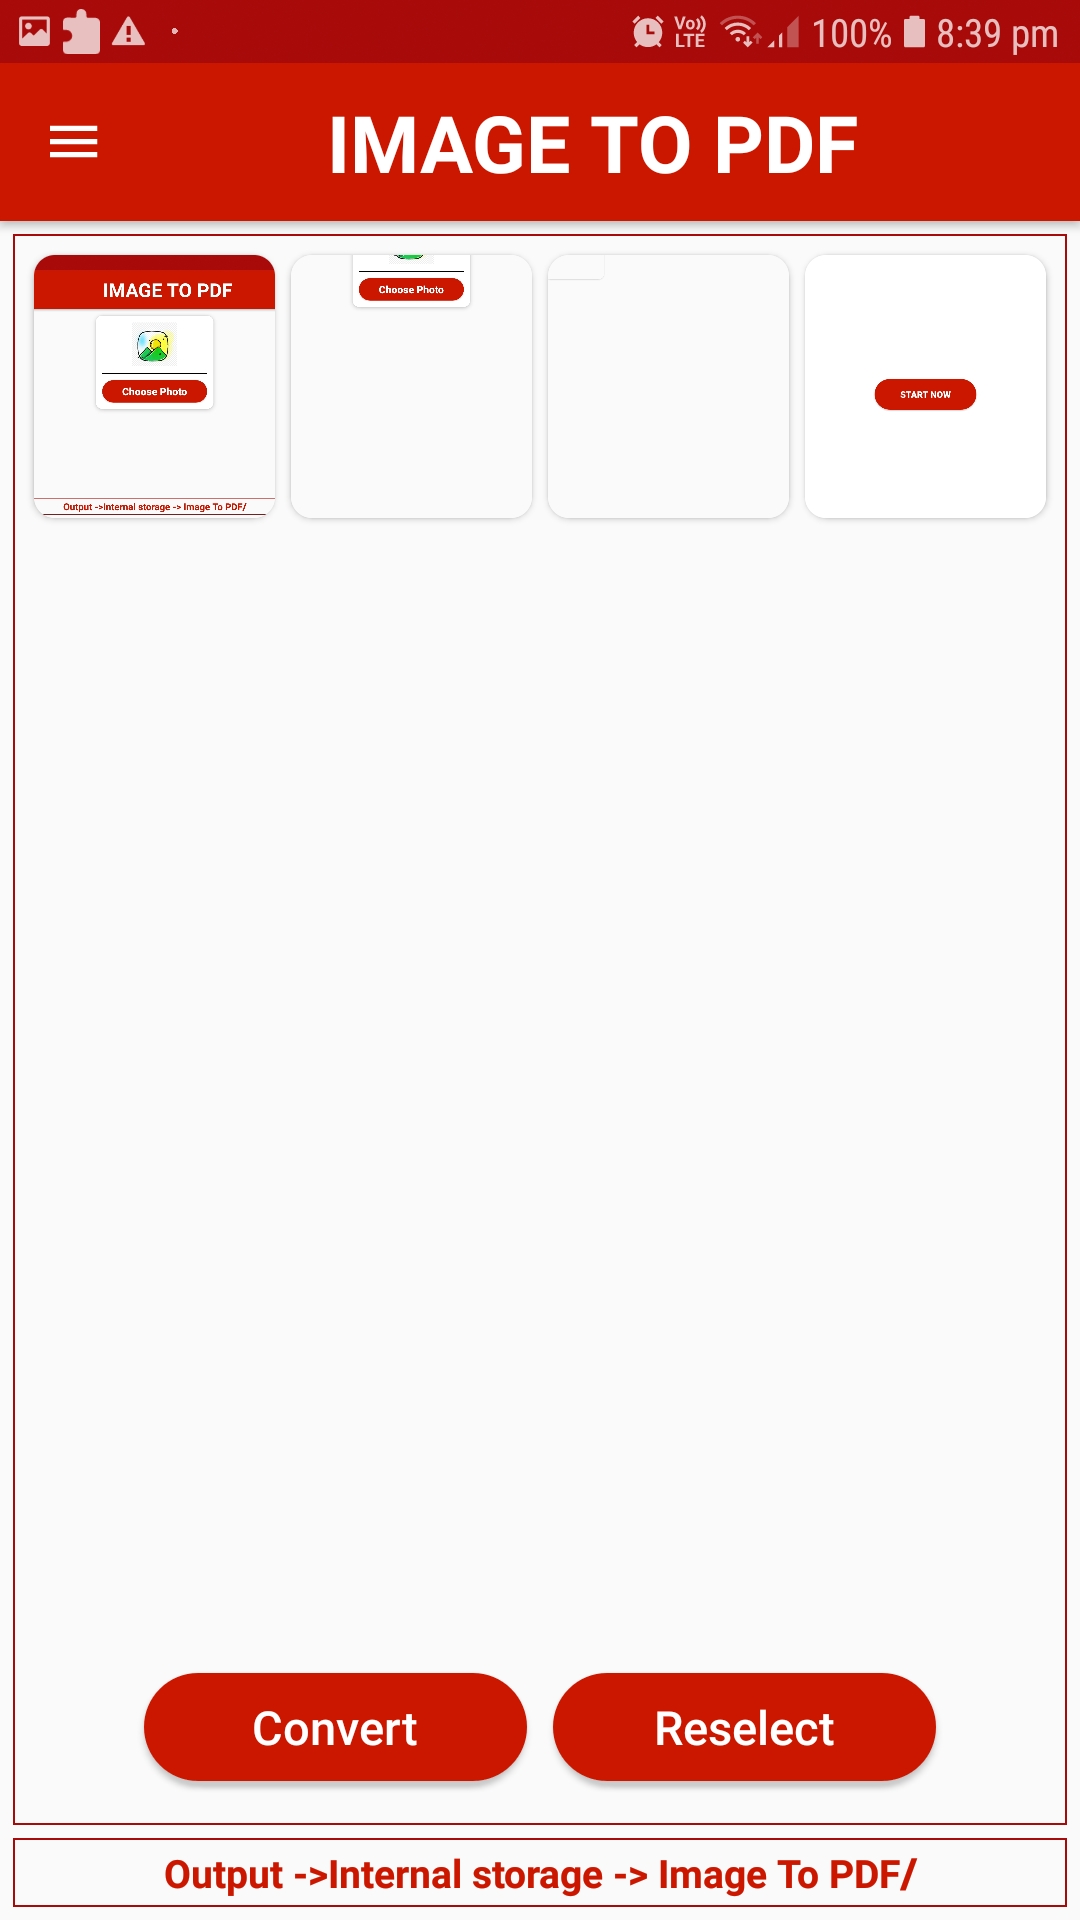 Vo)) LTE 100% 8:39 pm
IMAGE TO PDF
IMAGE TO PDF
Choose Photo
Output ->Internal storage -> Image To PDF/
Choose Photo
START NOW
Convert
Reselect
Output ->Internal storage -> Image To PDF/